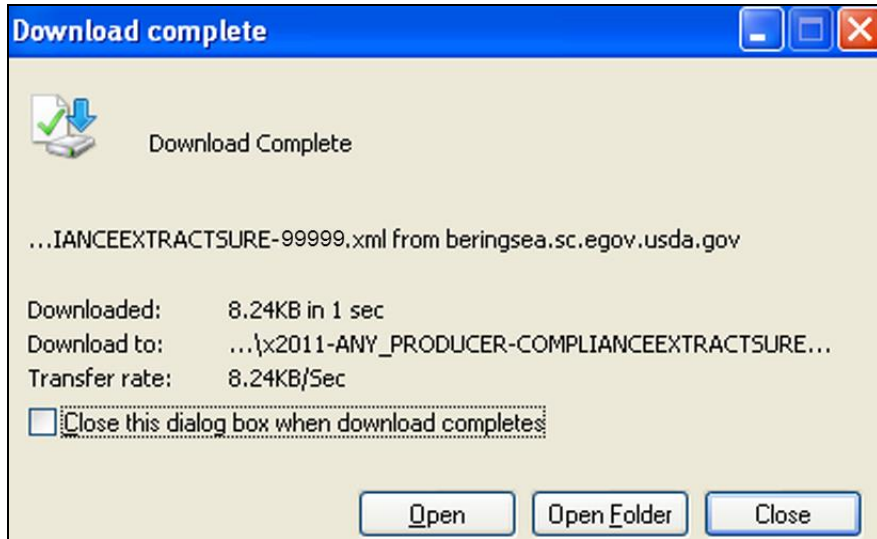 Download complete
Download Complete
...IANCEEXTRACTSURE-99999.xml from beringsea.sc.egov.usda.gov
Downloaded: 8.24KB in 1 sec
Download to: ...\x2011-ANY_PRODUCER-COMPLIANCEEXTRACTSURE...
Transfer rate: 8.24KB/Sec
Close this dialog box when download completes
Open Open Folder Close